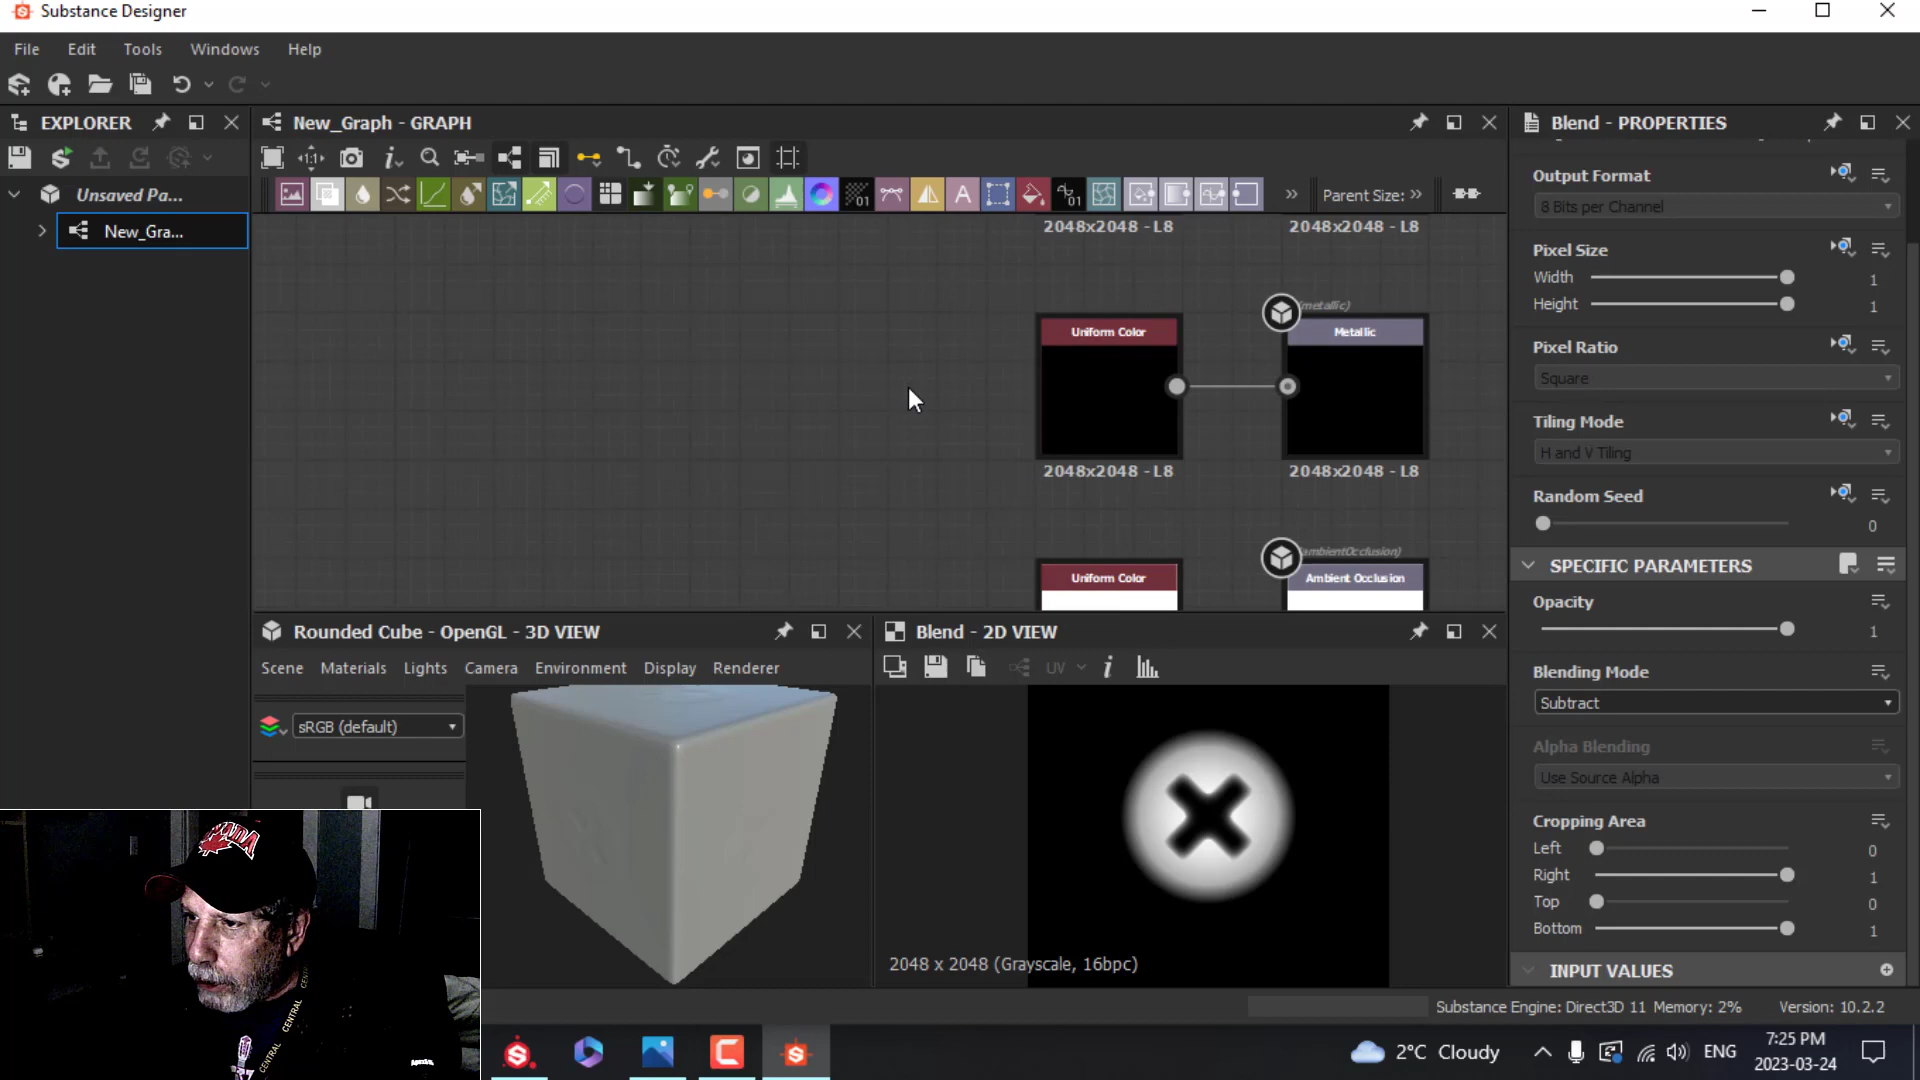 Substance Designer
File Edit Tools Windows Help
EXPLORER
Unsaved Pa...
New_Gra...
New_Graph - GRAPH
Parent Size:
2048x2048 - L8 2048x2048 - L8
(metallic)
Uniform Color Metallic
2048x2048 - L8 2048x2048 - L8
Uniform Color Ambient Occlusion
Rounded Cube - OpenGL - 3D VIEW
Scene Materials Lights Camera Environment Display Renderer
sRGB (default)
Blend - 2D VIEW
UV
2048 x 2048 (Grayscale, 16bpc)
Blend - PROPERTIES
Output Format
8 Bits per Channel
Pixel Size
Width 1
Height 1
Pixel Ratio
Square
Tiling Mode
H and V Tiling
Random Seed
0
SPECIFIC PARAMETERS
Opacity
1
Blending Mode
Subtract
Alpha Blending
Use Source Alpha
Cropping Area
Left 0
Right 1
Top 0
Bottom 1
INPUT VALUES
Substance Engine: Direct3D 11 Memory: 2% Version: 10.2.2
CENTRAL
2°C Cloudy
ENG
7:25 PM
2023-03-24